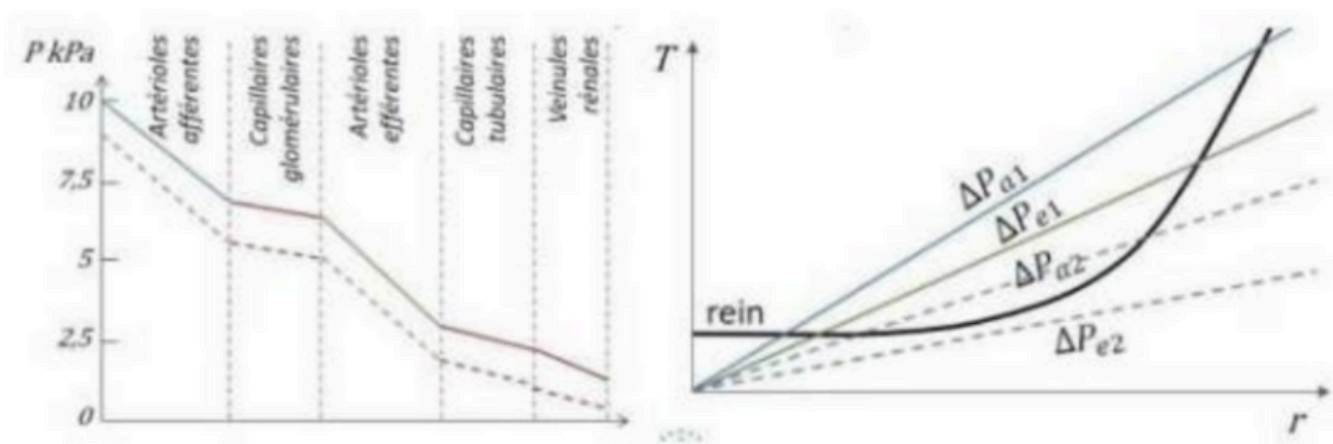 P kPa
10
7,5
5
2,5
0
Artérioles
afférentes
Capillaires
glomérulaires
Artérioles
efférentes
Capillaires
tubulaires
Veinules
rénales
T
ΔPa1
ΔPe1
ΔPa2
ΔPe2
rein
r